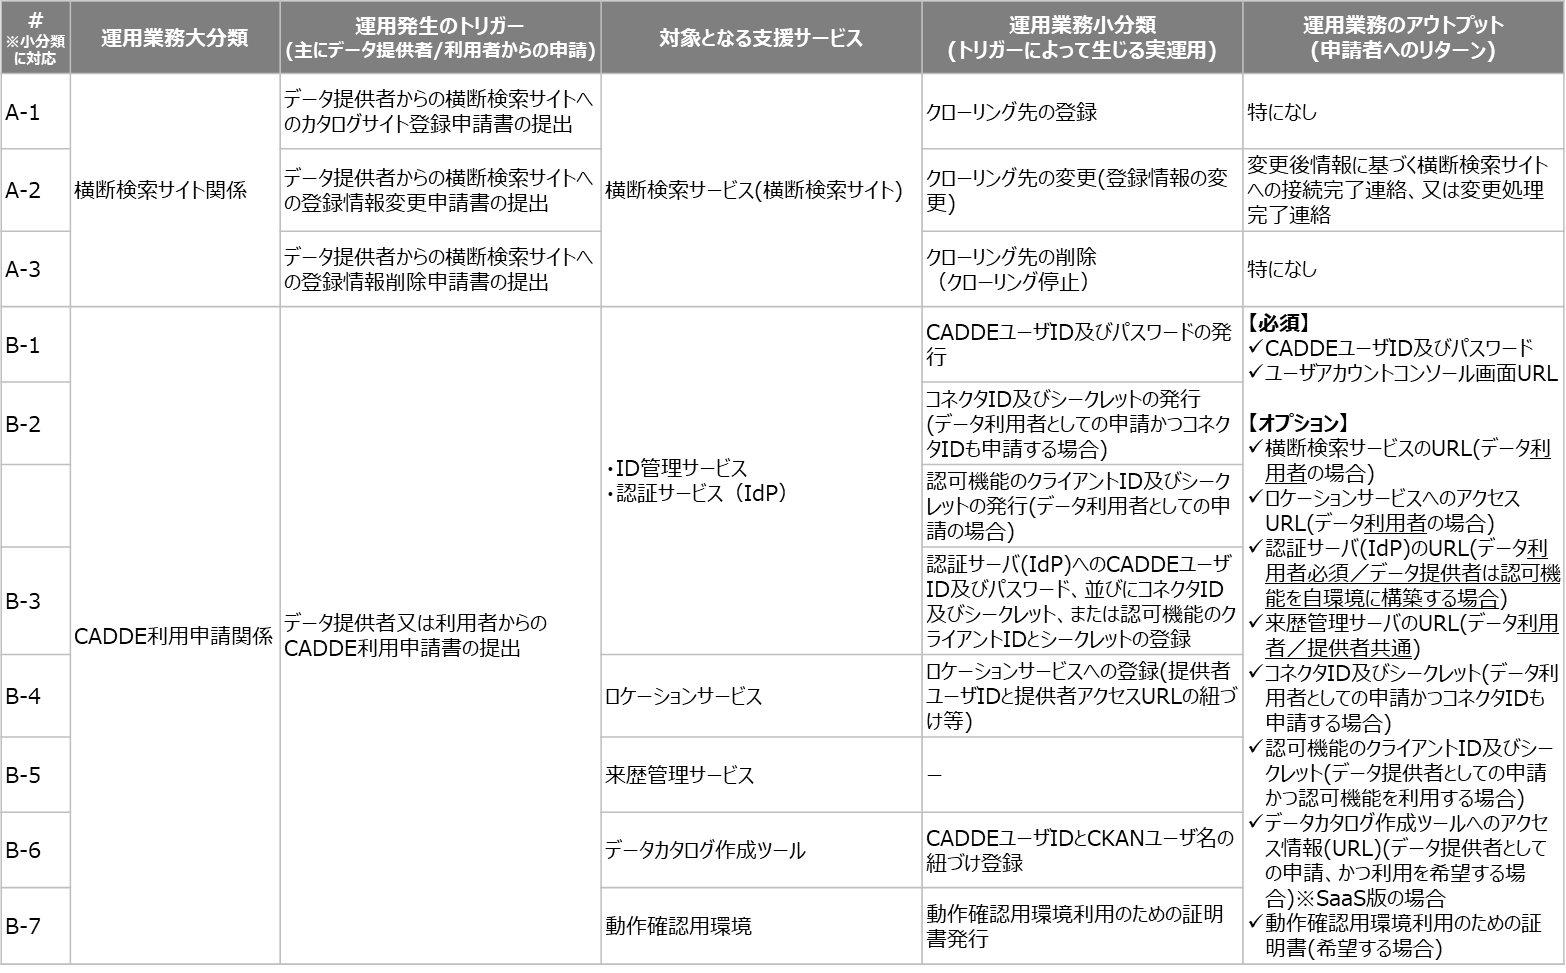 #
※小分類
に対応
運用業務大分類
運用発生のトリガー
(主にデータ提供者/利用者からの申請)
対象となる支援サービス
運用業務小分類
(トリガーによって生じる実運用)
運用業務のアウトプット
(申請者へのリターン)
A-1
横断検索サイト関係
データ提供者からの横断検索サイトへ
のカタログサイト登録申請書の提出
横断検索サービス(横断検索サイト)
クローリング先の登録
特になし
A-2
データ提供者からの横断検索サイトへ
の登録情報変更申請書の提出
クローリング先の変更(登録情報の変
更)
変更後情報に基づく横断検索サイト
への接続完了連絡、又は変更処理
完了連絡
A-3
データ提供者からの横断検索サイトへ
の登録情報削除申請書の提出
クローリング先の削除
（クローリング停止）
特になし
B-1
CADDE利用申請関係
データ提供者又は利用者からの
CADDE利用申請書の提出
・ID管理サービス
・認証サービス（IdP）
CADDEユーザID及びパスワードの発
行
【必須】
✓CADDEユーザID及びパスワード
✓ユーザアカウントコンソール画面URL
【オプション】
✓横断検索サービスのURL(データ利
用者の場合)
✓ロケーションサービスへのアクセス
URL(データ利用者の場合)
✓認証サーバ(IdP)のURL(データ利
用者必須／データ提供者は認可機
能を自環境に構築する場合)
✓来歴管理サーバのURL(データ利用
者／提供者共通)
✓コネクタID及びシークレット(データ利
用者としての申請かつコネクタIDも
申請する場合)
✓認可機能のクライアントID及びシー
クレット(データ提供者としての申請
かつ認可機能を利用する場合)
✓データカタログ作成ツールへのアクセ
ス情報(URL)(データ提供者として
の申請、かつ利用を希望する場
合)※SaaS版の場合
✓動作確認用環境利用のための証
明書(希望する場合)
B-2
コネクタID及びシークレットの発行
(データ利用者としての申請かつコネク
タIDも申請する場合)
認可機能のクライアントID及びシーク
レットの発行(データ利用者としての申
請の場合)
B-3
認証サーバ(IdP)へのCADDEユーザ
ID及びパスワード、並びにコネクタID
及びシークレット、または認可機能のク
ライアントIDとシークレットの登録
B-4
ロケーションサービス
ロケーションサービスへの登録(提供者
ユーザIDと提供者アクセスURLの紐づ
け等)
B-5
来歴管理サービス
－
B-6
データカタログ作成ツール
CADDEユーザIDとCKANユーザ名の
紐づけ登録
B-7
動作確認用環境
動作確認用環境利用のための証明
書発行